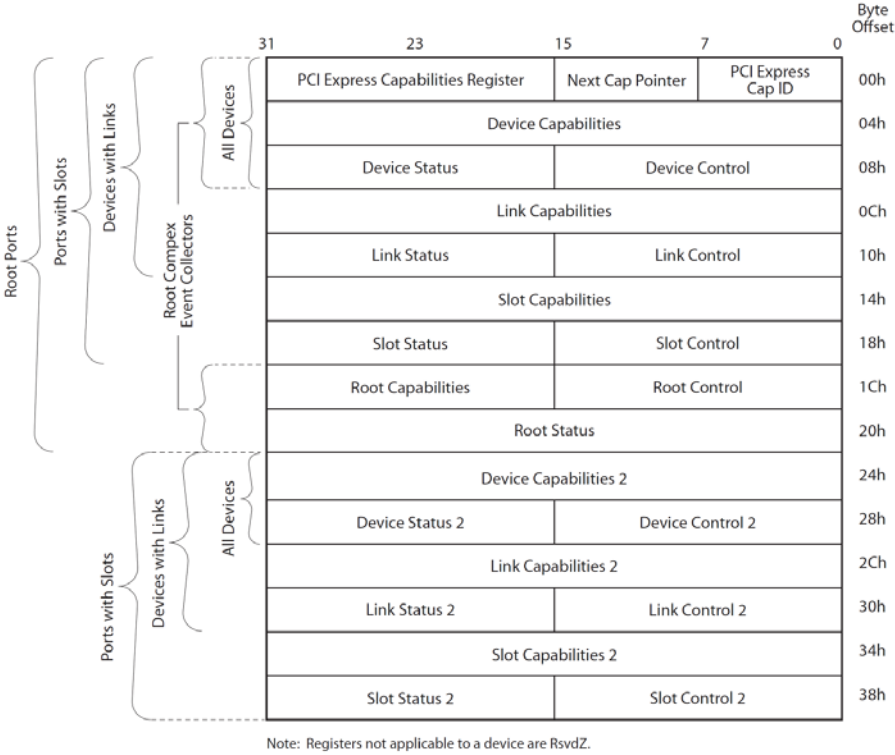 Byte
Offset
31 23 15 7 0
PCI Express Capabilities Register Next Cap Pointer PCI Express
Cap ID
00h
Device Capabilities 04h
Device Status Device Control 08h
Link Capabilities 0Ch
Link Status Link Control 10h
Slot Capabilities 14h
Slot Status Slot Control 18h
Root Capabilities Root Control 1Ch
Root Status 20h
Device Capabilities 2 24h
Device Status 2 Device Control 2 28h
Link Capabilities 2 2Ch
Link Status 2 Link Control 2 30h
Slot Capabilities 2 34h
Slot Status 2 Slot Control 2 38h
Root Ports
Ports with Slots
Devices with Links
Root Compex
Event Collectors
All Devices
Ports with Slots
Devices with Links
All Devices
Note: Registers not applicable to a device are RsvdZ.